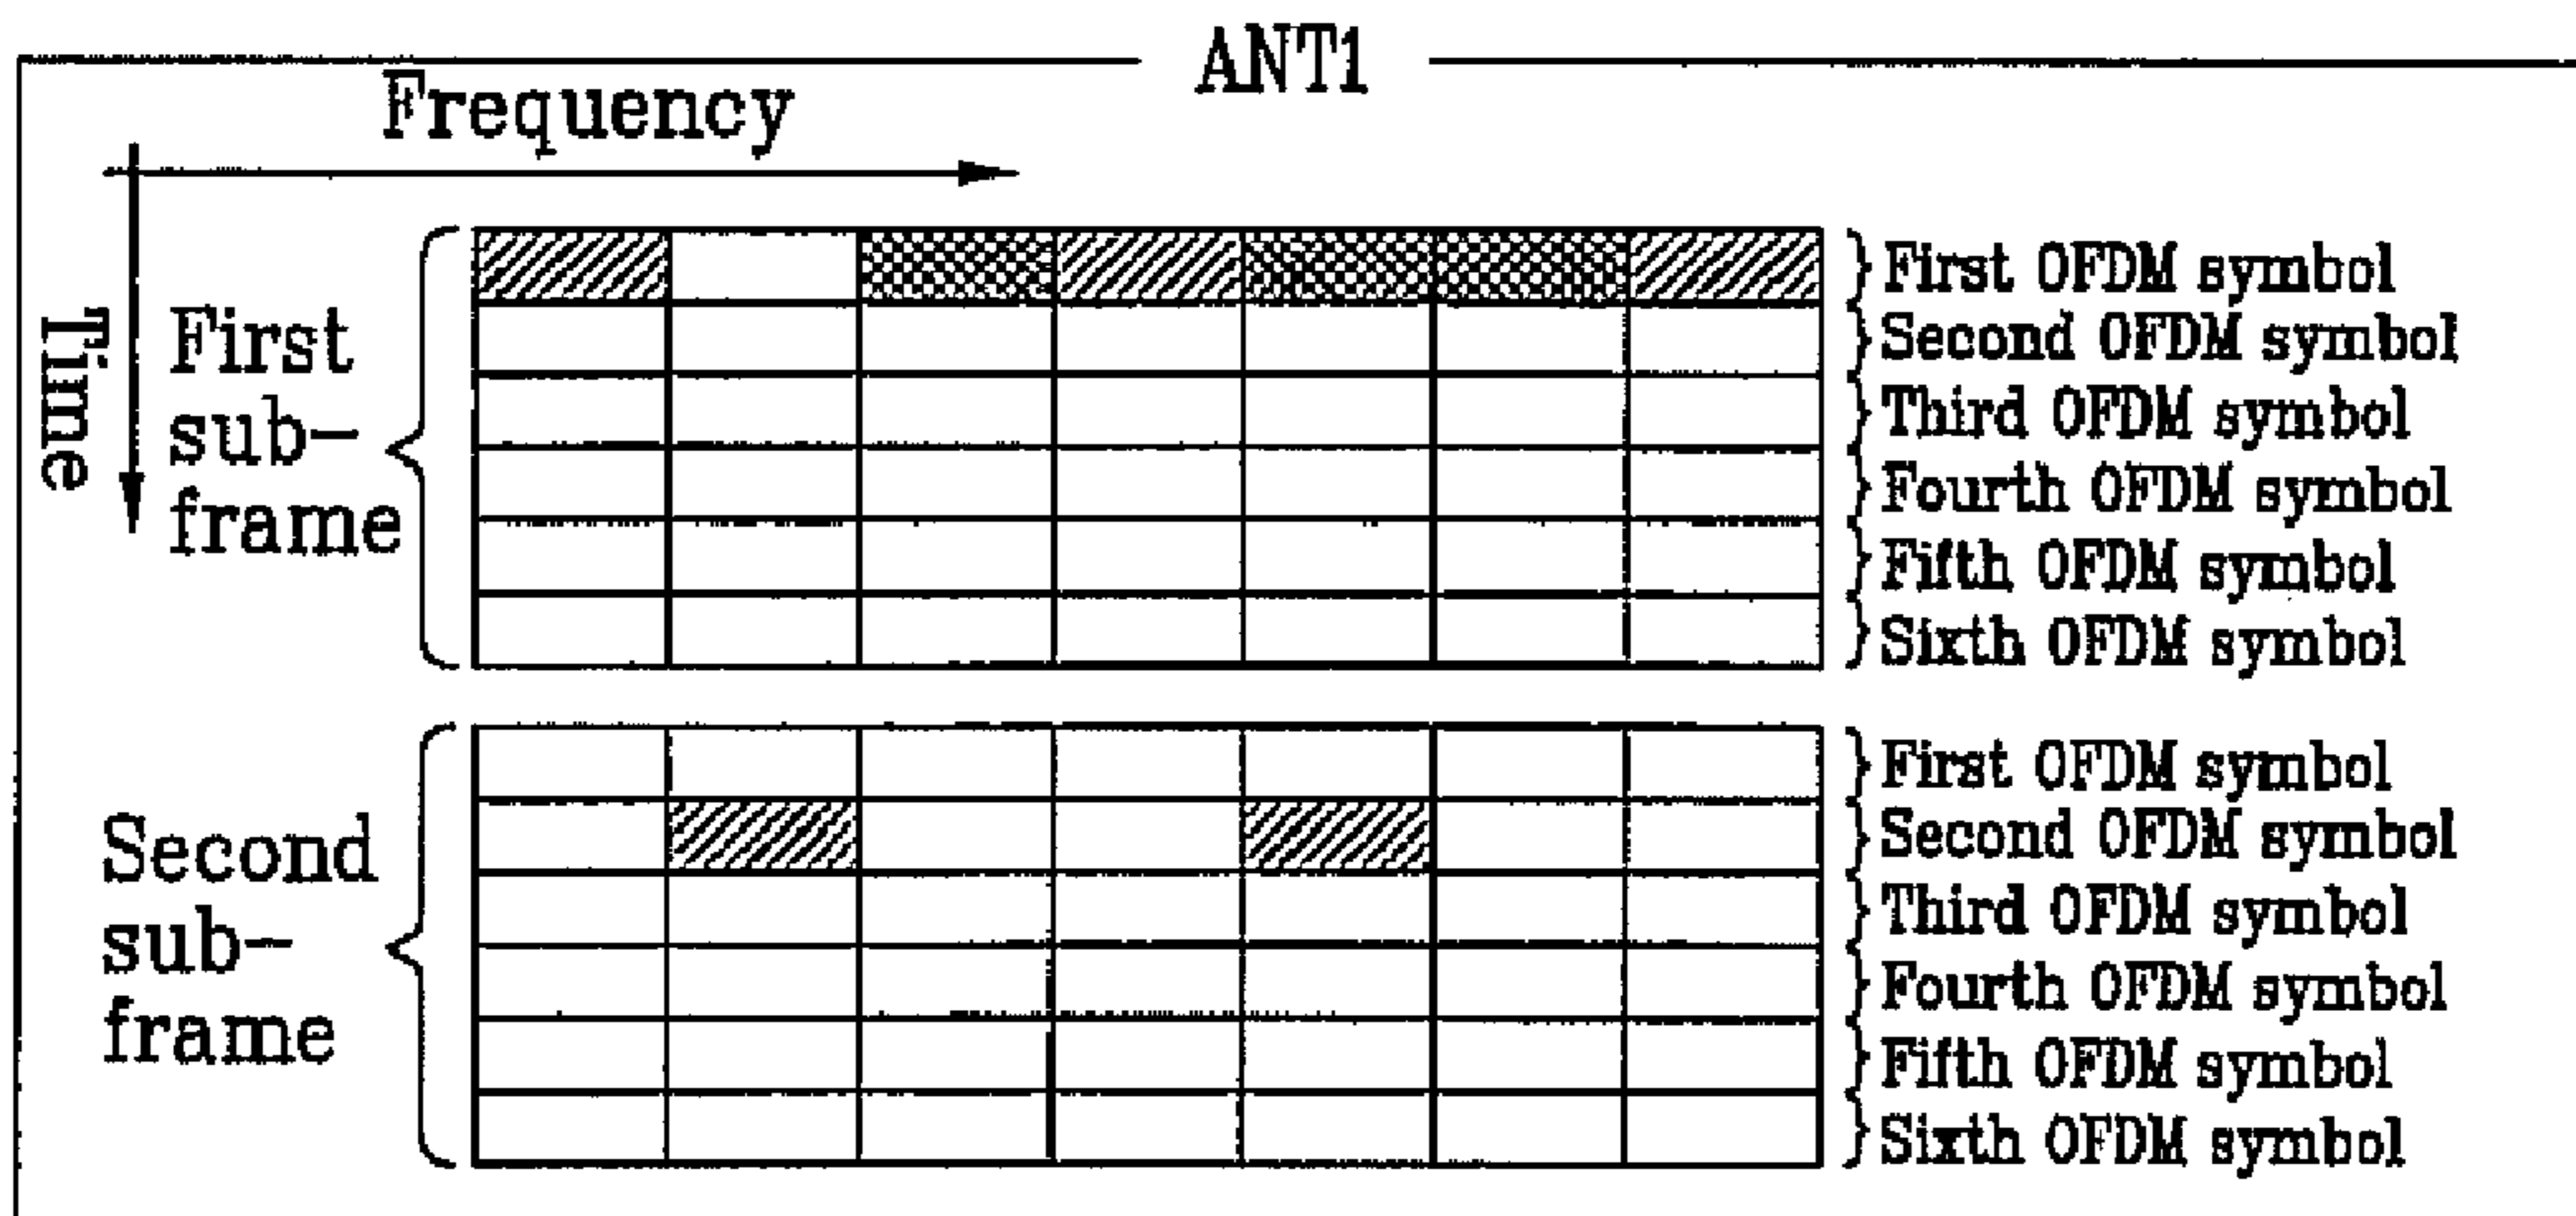 ANT1
Frequency
Time
First
sub-
frame
First OFDM symbol
Second OFDM symbol
Third OFDM symbol
Fourth OFDM symbol
Fifth OFDM symbol
Sixth OFDM symbol
Second
sub-
frame
First OFDM symbol
Second OFDM symbol
Third OFDM symbol
Fourth OFDM symbol
Fifth OFDM symbol
Sixth OFDM symbol